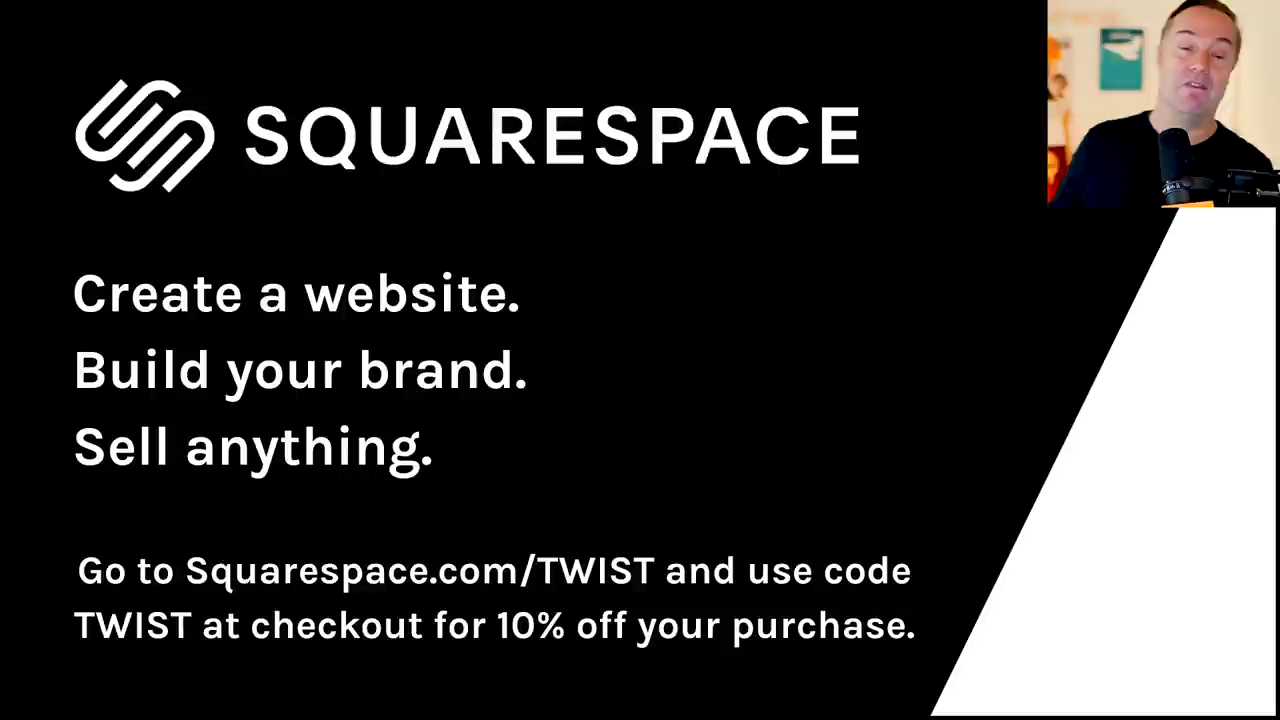 SQUARESPACE
Create a website.
Build your brand.
Sell anything.
Go to Squarespace.com/TWIST and use code
TWIST at checkout for 10% off your purchase.